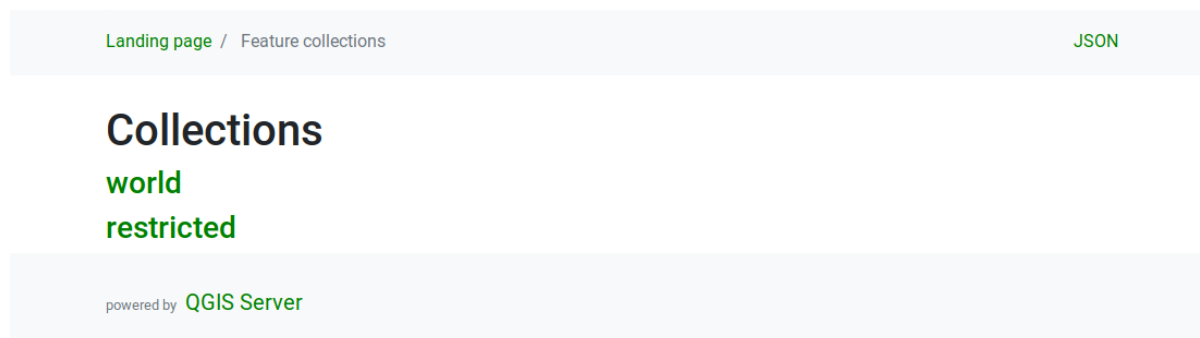 Landing page / Feature collections JSON
Collections
world
restricted
powered by QGIS Server